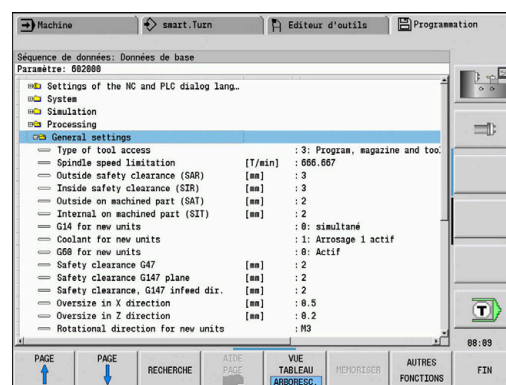 Machine
smart.Turn
Editeur d'outils
Programmation
Séquence de données: Données de base
Paramètre: 602000
Settings of the NC and PLC dialog lang…
System
Simulation
Processing
General settings
Type of tool access : 3: Program, magazine and too
Spindle speed limitation [T/min] : 666.667
Outside safety clearance (SAR) [mm] : 3
Inside safety clearance (SIR) [mm] : 3
Outside on machined part (SAT) [mm] : 2
Internal on machined part (SIT) [mm] : 2
G14 for new units : 0: simultané
Coolant for new units : 1: Arrosage 1 actif
G60 for new units : 0: Actif
Safety clearance G47 [mm] : 2
Safety clearance G147 plane [mm] : 2
Safety clearance, G147 infeed dir. [mm] : 2
Oversize in X direction [mm] : 0.5
Oversize in Z direction [mm] : 0.2
Rotational direction for new units : M3
T
08:09
PAGE
PAGE
RECHERCHE
AIDE PAGE
VUE TABLEAU ARBORESC.
MEMORISER
AUTRES FONCTIONS
FIN